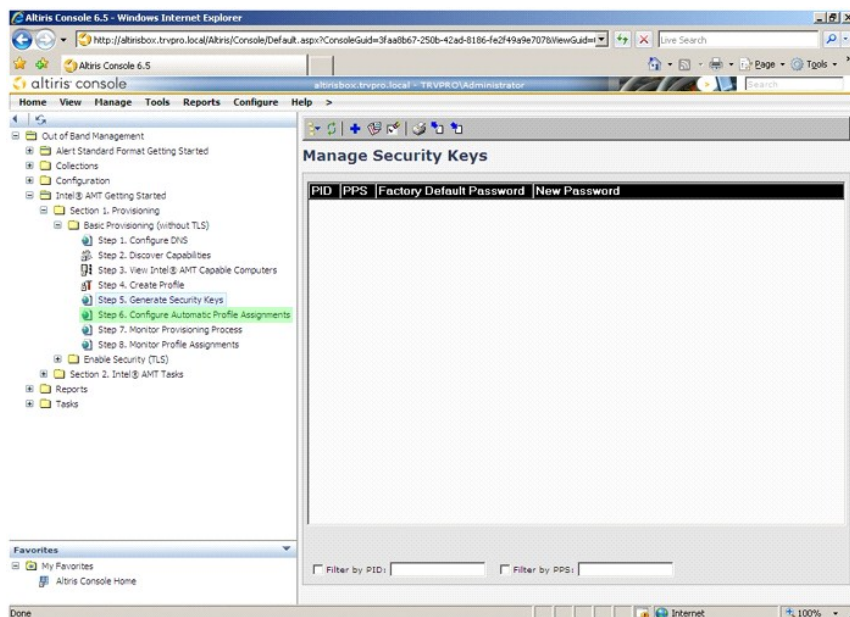 Altiris Console 6.5 - Windows Internet Explorer
http://altirisbox.trvpro.local/Altiris/Console/Default.aspx?ConsoleGuid=3faa8b67-250b-42ad-8186-fe2f49a9e707&ViewGuid=
Live Search
Altiris Console 6.5
Page
Tools
altiris console
altirisbox.trvpro.local - TRVPRO\Administrator
Search
Home View Manage Tools Reports Configure Help >
Out of Band Management
Alert Standard Format Getting Started
Collections
Configuration
Intel® AMT Getting Started
Section 1. Provisioning
Basic Provisioning (without TLS)
Step 1. Configure DNS
Step 2. Discover Capabilities
Step 3. View Intel® AMT Capable Computers
Step 4. Create Profile
Step 5. Generate Security Keys
Step 6. Configure Automatic Profile Assignments
Step 7. Monitor Provisioning Process
Step 8. Monitor Profile Assignments
Enable Security (TLS)
Section 2. Intel® AMT Tasks
Reports
Tasks
Manage Security Keys
PID PPS Factory Default Password New Password
Filter by PID:
Filter by PPS:
Favorites
My Favorites
Altiris Console Home
Done
Internet
100%